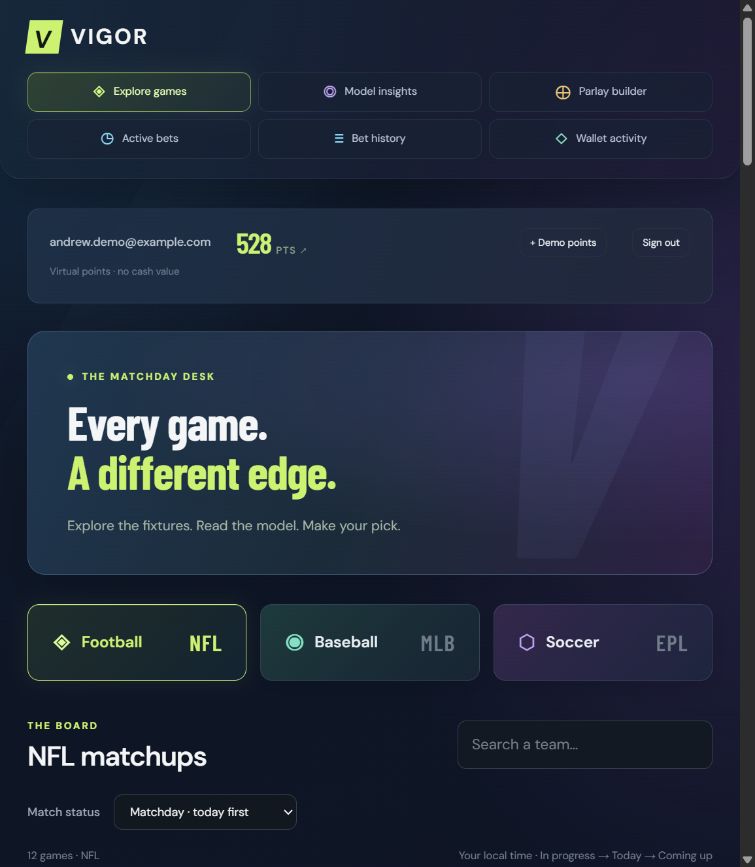 V VIGOR
Explore games
Model insights
Parlay builder
Active bets
Bet history
Wallet activity
andrew.demo@example.com
528 PTS ↗
+ Demo points
Sign out
Virtual points · no cash value
THE MATCHDAY DESK
Every game.
A different edge.
Explore the fixtures. Read the model. Make your pick.
Football NFL
Baseball MLB
Soccer EPL
THE BOARD
NFL matchups
Search a team...
Match status
Matchday · today first
12 games · NFL
Your local time · In progress → Today → Coming up